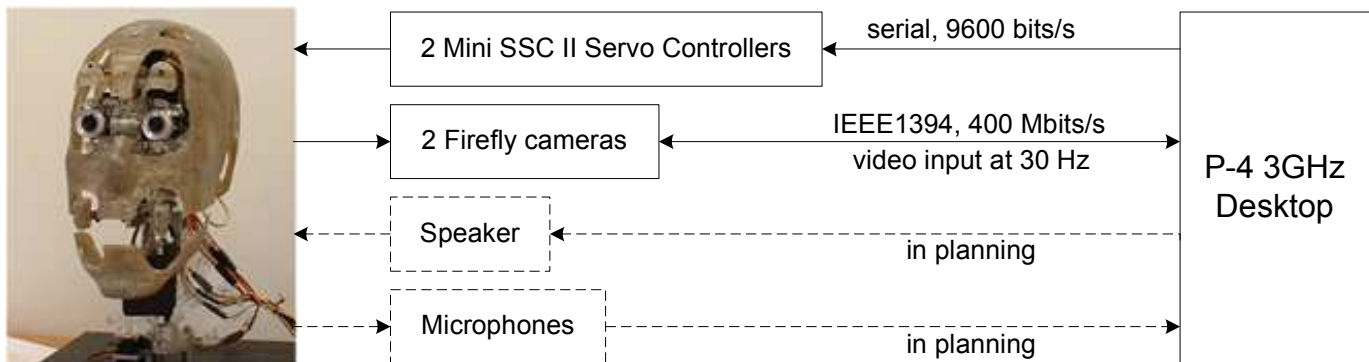 2 Mini SSC II Servo Controllers
serial, 9600 bits/s
2 Firefly cameras
IEEE1394, 400 Mbits/s
video input at 30 Hz
P-4 3GHz
Desktop
Speaker
in planning
Microphones
in planning